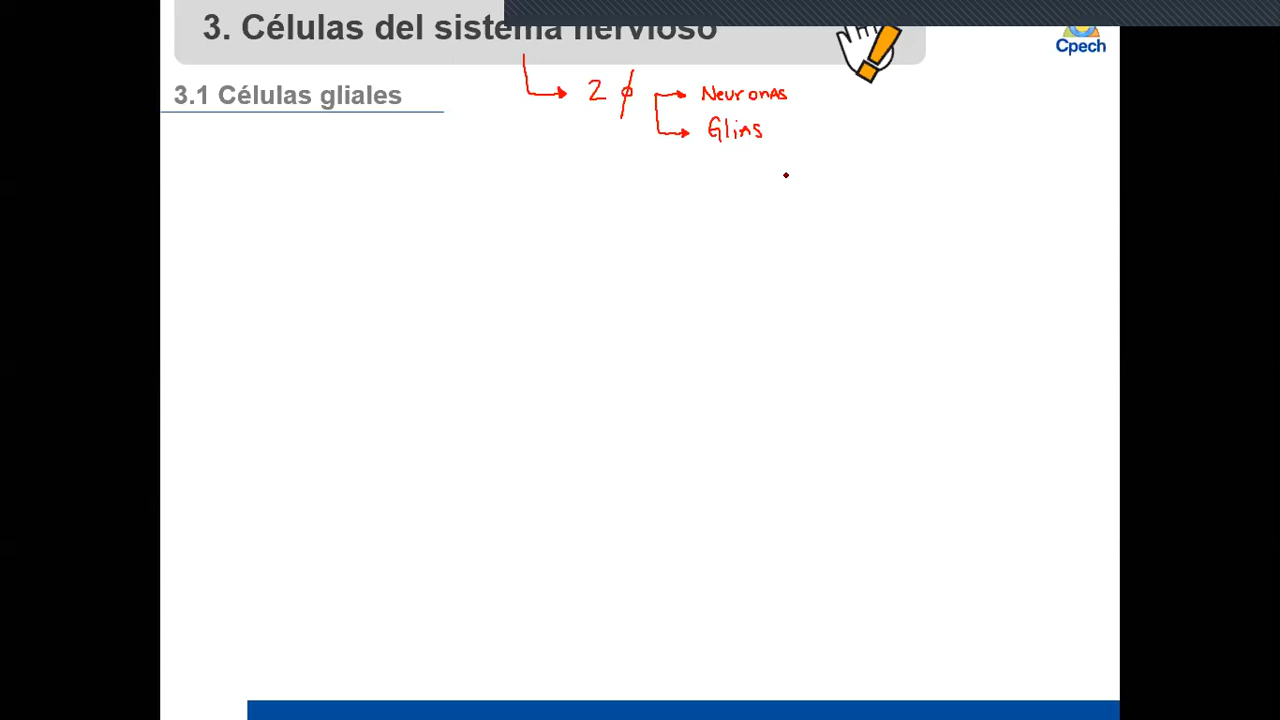 3. Células del sistema nervioso
Cpech
3.1 Células gliales
2 ϕ
Neuronas
Glias